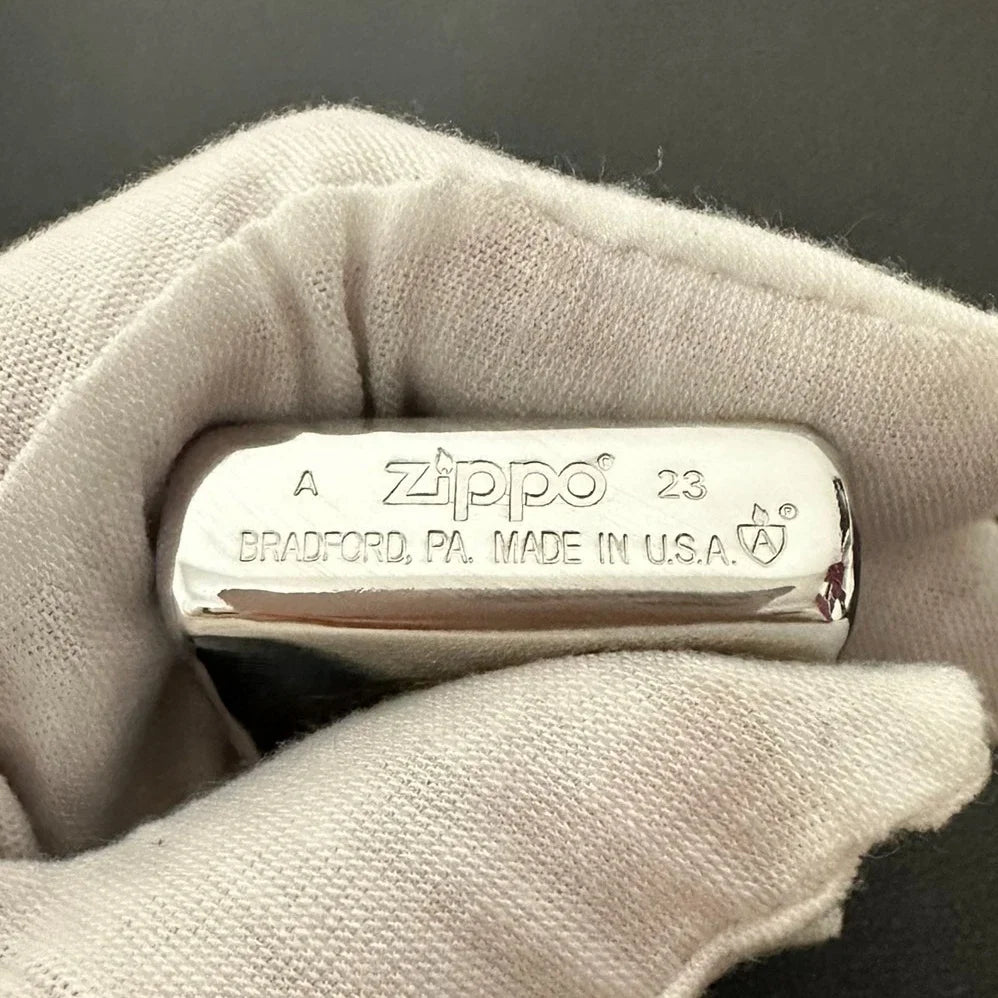 A zippo® 23
BRADFORD, PA. MADE IN U.S.A. A ®